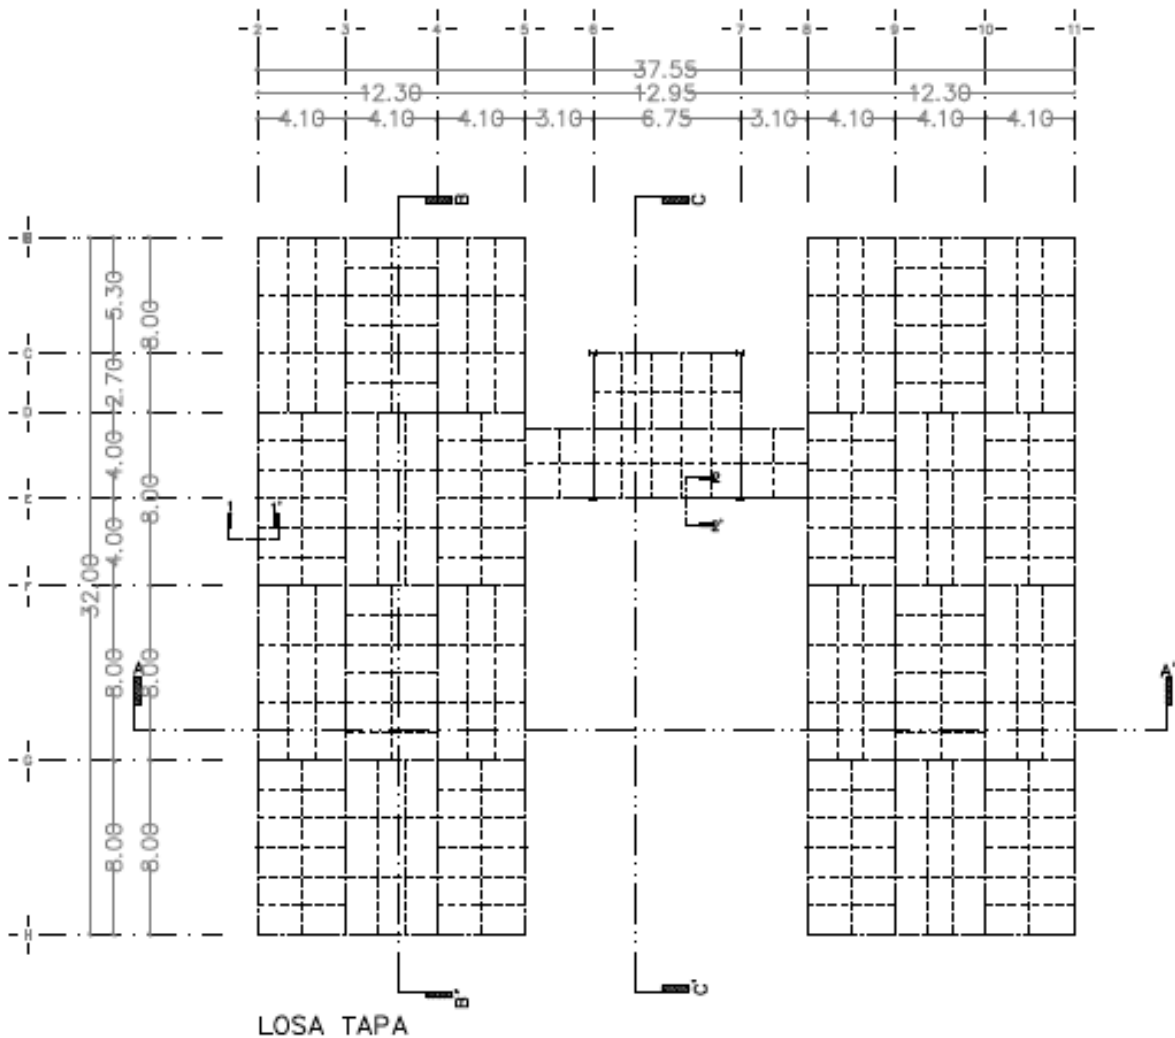 -2- -3- -4- -5- -6- -7- -8- -9- -10- -11-
37.55
12.30 12.95 12.30
4.10 4.10 4.10 3.10 6.75 3.10 4.10 4.10 4.10
B C
-B-
5.30
8.00
-C-
2.70
-D-
4.00
-E-
8.00
1 1'
4.00
-F-
32.00
8.00 8.00
A A'
-G-
8.00 8.00
-H-
B' C'
LOSA TAPA